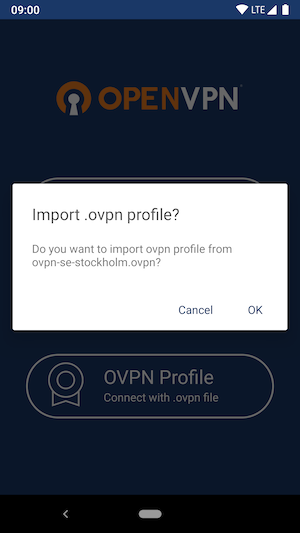 09:00
LTE
OPENVPN
Import .ovpn profile?
Do you want to import ovpn profile from
ovpn-se-stockholm.ovpn?
Cancel
OK
OVPN Profile
Connect with .ovpn file